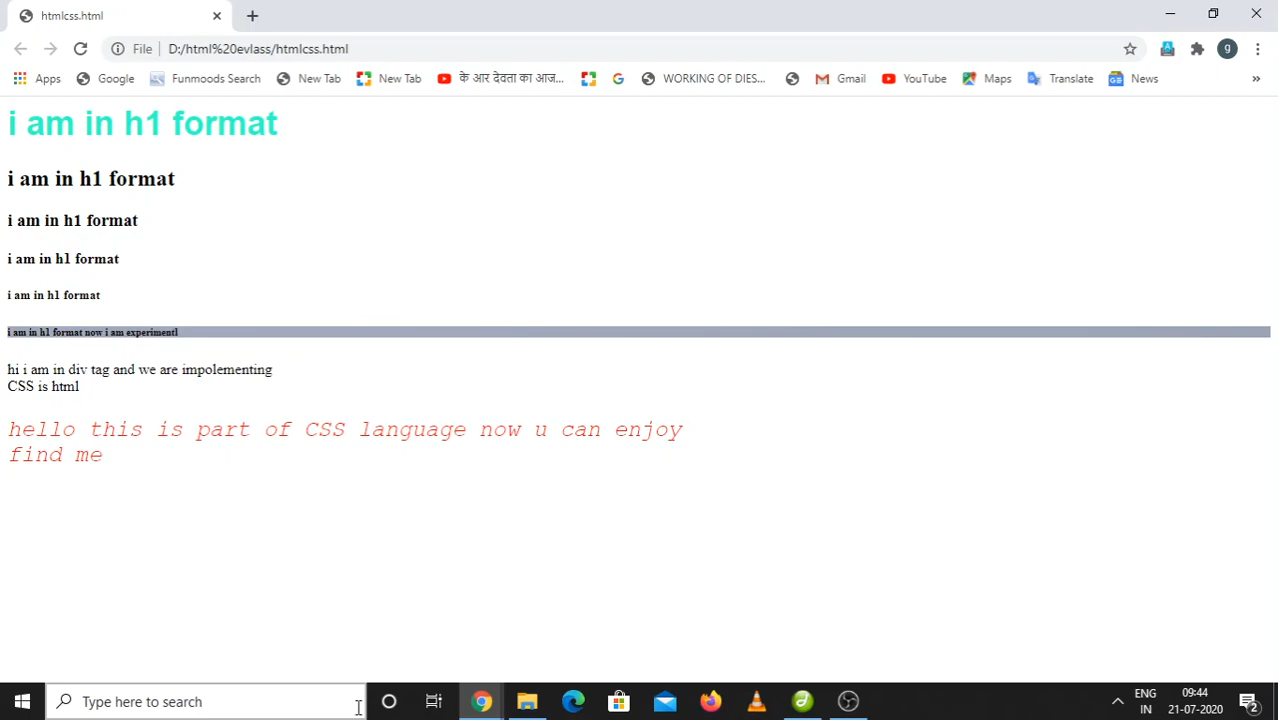 htmlcss.html
File D:/html%20evlass/htmlcss.html
g
Apps Google Funmoods Search New Tab New Tab के आर देवता का आज... WORKING OF DIES... Gmail YouTube Maps Translate News »
i am in h1 format
i am in h1 format
i am in h1 format
i am in h1 format
i am in h1 format
i am in h1 format now i am experimentl
hi i am in div tag and we are impolementing
CSS is html
hello this is part of CSS language now u can enjoy
find me
Type here to search
ENG
IN
09:44
21-07-2020
2